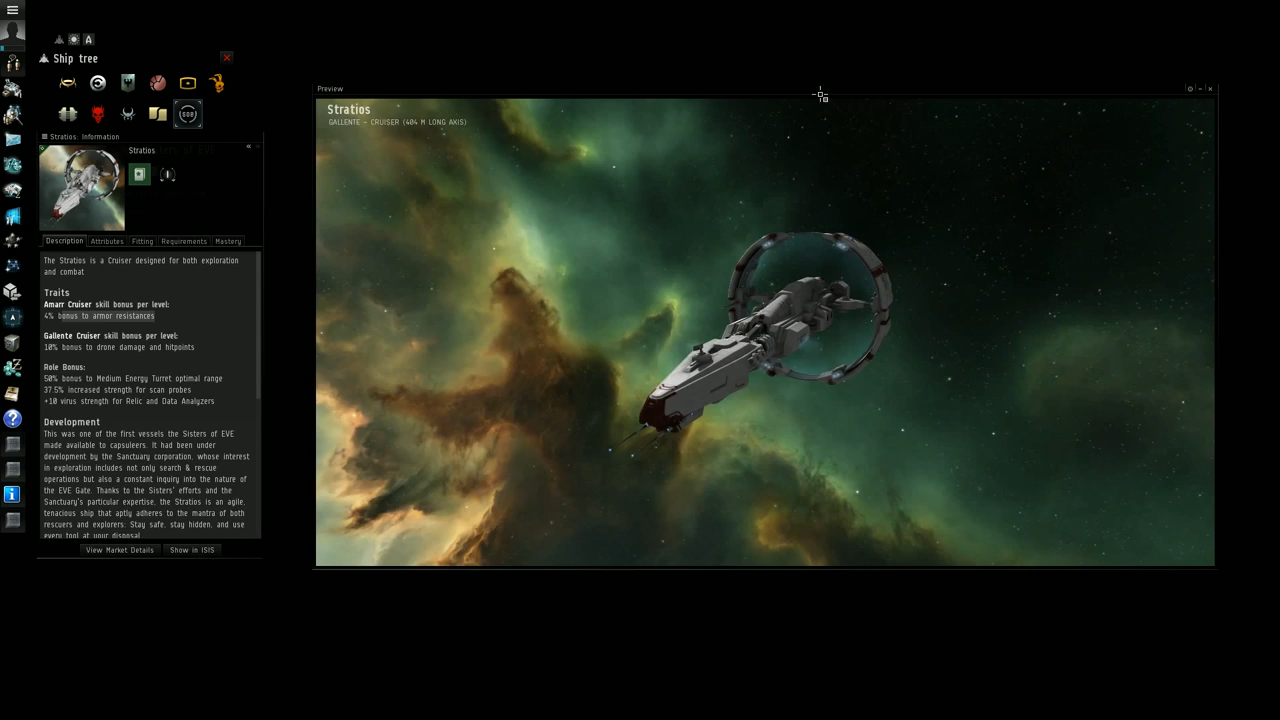 Ship tree
SOE
Stratios: Information
Stratios
Description
Attributes
Fitting
Requirements
Mastery
The Stratios is a Cruiser designed for both exploration
and combat
Traits
Amarr Cruiser skill bonus per level:
4% bonus to armor resistances
Gallente Cruiser skill bonus per level:
10% bonus to drone damage and hitpoints
Role Bonus:
50% bonus to Medium Energy Turret optimal range
37.5% increased strength for scan probes
+10 virus strength for Relic and Data Analyzers
Development
This was one of the first vessels the Sisters of EVE
made available to capsuleers. It had been under
development by the Sanctuary corporation, whose interest
in exploration includes not only search & rescue
operations but also a constant inquiry into the nature of
the EVE Gate. Thanks to the Sisters' efforts and the
Sanctuary's particular expertise, the Stratios is an agile,
tenacious ship that aptly adheres to the mantra of both
rescuers and explorers: Stay safe, stay hidden, and use
every tool at your disposal
View Market Details
Show in ISIS
Preview
Stratios
GALLENTE - CRUISER (404 M LONG AXIS)